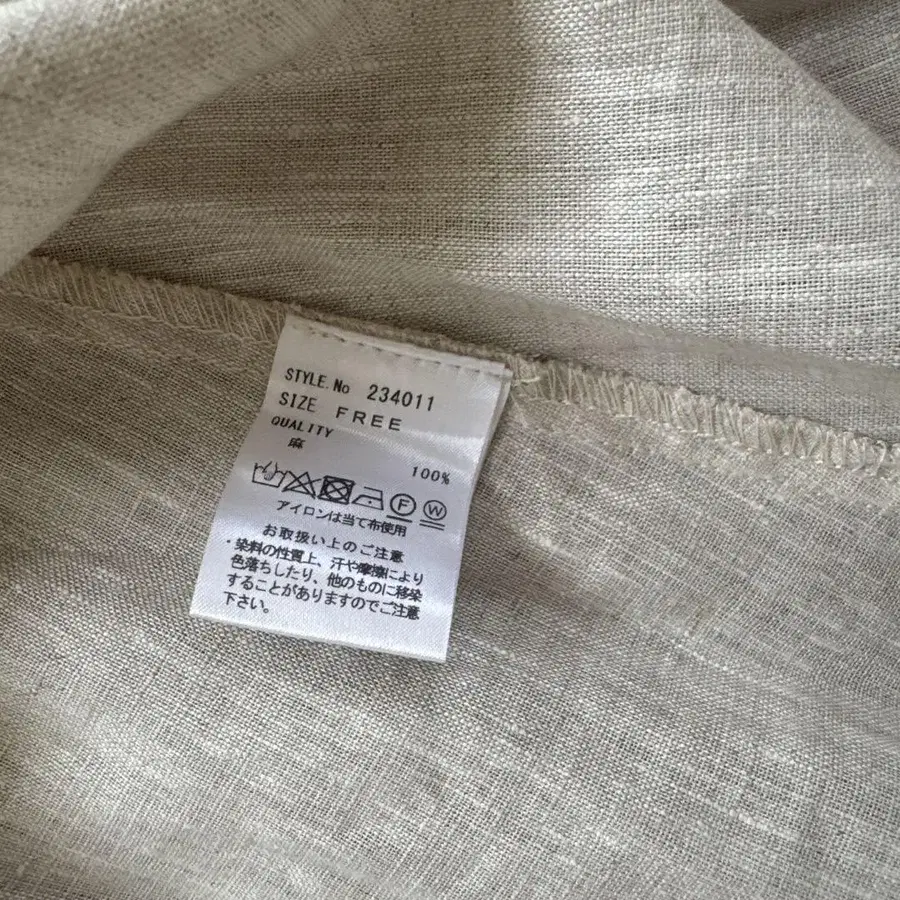 STYLE.No 234011
SIZE FREE
QUALITY
麻 100%
F W
アイロンは当て布使用
お取扱い上のご注意
・染料の性質上、汗や摩擦により
色落ちしたり、他のものに移染
することがありますのでご注意
下さい。